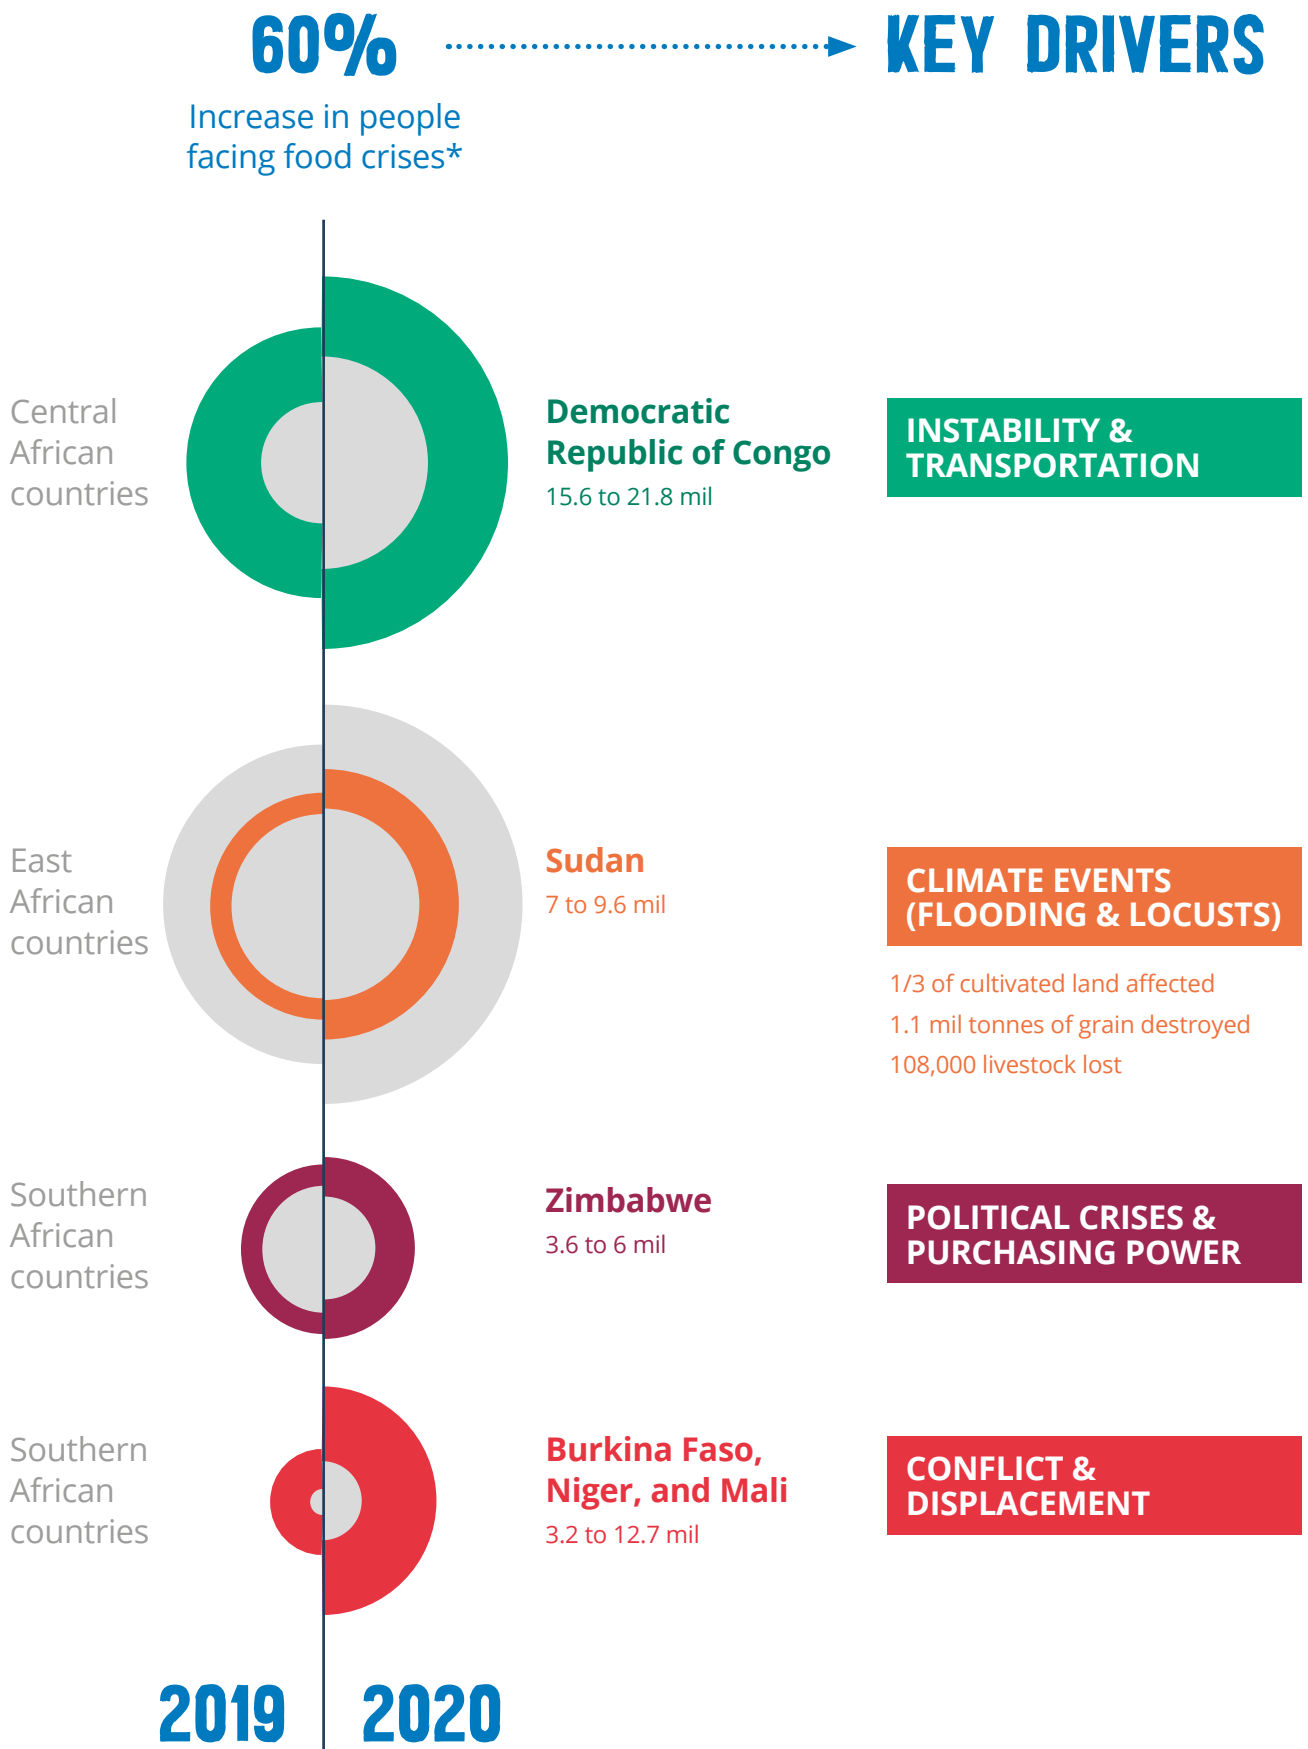 60%
KEY DRIVERS
Increase in people
facing food crises*
Central
African
countries
Democratic
Republic of Congo
15.6 to 21.8 mil
INSTABILITY &
TRANSPORTATION
East
African
countries
Sudan
7 to 9.6 mil
CLIMATE EVENTS
(FLOODING & LOCUSTS)
1/3 of cultivated land affected
1.1 mil tonnes of grain destroyed
108,000 livestock lost
Southern
African
countries
Zimbabwe
3.6 to 6 mil
POLITICAL CRISES &
PURCHASING POWER
Southern
African
countries
Burkina Faso,
Niger, and Mali
3.2 to 12.7 mil
CONFLICT &
DISPLACEMENT
2019
2020